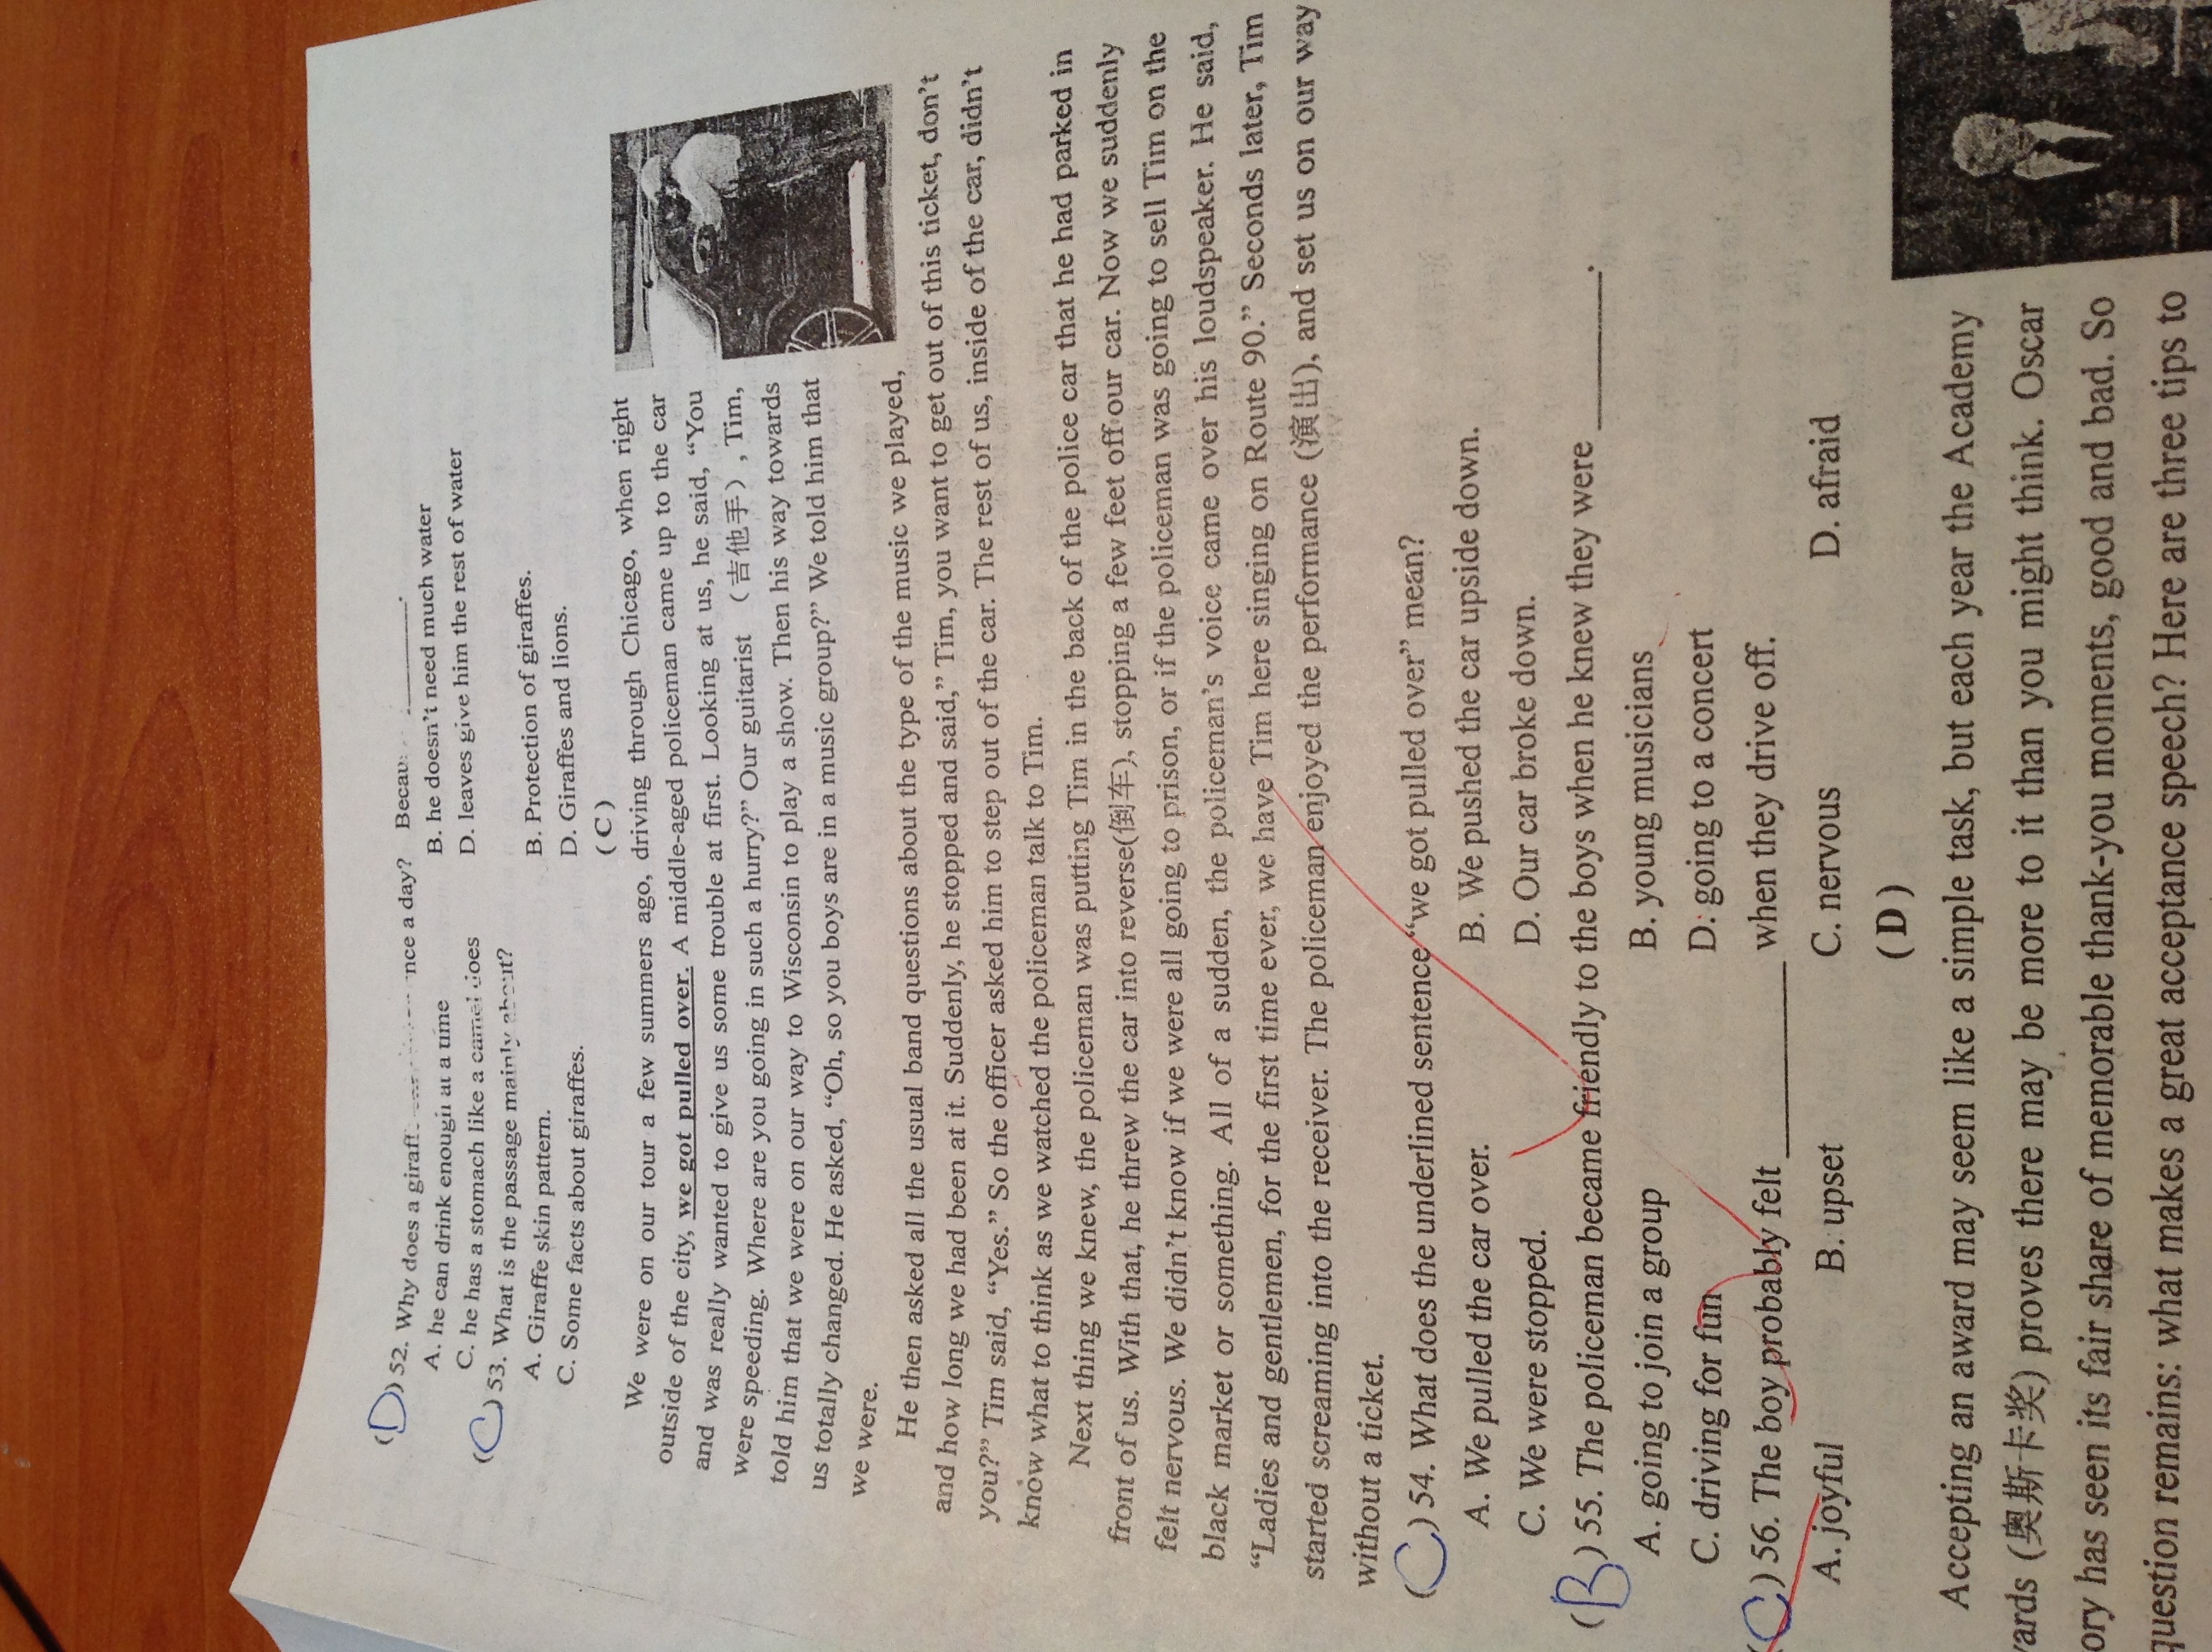 (D) 52. Why does a giraf nce a day? Becau ________.
A. he can drink enough at a time B. he doesn't need much water
C. he has a stomach like a camel does D. leaves give him the rest of water
(C) 53. What is the passage mainly about?
A. Giraffe skin pattern. B. Protection of giraffes.
C. Some facts about giraffes. D. Giraffes and lions.
( C )
We were on our tour a few summers ago, driving through Chicago, when right
outside of the city, we got pulled over. A middle-aged policeman came up to the car
and was really wanted to give us some trouble at first. Looking at us, he said, “You
were speeding. Where are you going in such a hurry?” Our guitarist （吉他手）, Tim,
told him that we were on our way to Wisconsin to play a show. Then his way towards
us totally changed. He asked, “Oh, so you boys are in a music group?” We told him that
we were.
He then asked all the usual band questions about the type of the music we played,
and how long we had been at it. Suddenly, he stopped and said,” Tim, you want to get out of this ticket, don't
you?” Tim said, “Yes.” So the officer asked him to step out of the car. The rest of us, inside of the car, didn't
know what to think as we watched the policeman talk to Tim.
Next thing we knew, the policeman was putting Tim in the back of the police car that he had parked in
front of us. With that, he threw the car into reverse(倒车), stopping a few feet off our car. Now we suddenly
felt nervous. We didn't know if we were all going to prison, or if the policeman was going to sell Tim on the
black market or something. All of a sudden, the policeman's voice came over his loudspeaker. He said,
“Ladies and gentlemen, for the first time ever, we have Tim here singing on Route 90.” Seconds later, Tim
started screaming into the receiver. The policeman enjoyed the performance (演出), and set us on our way
without a ticket.
(C) 54. What does the underlined sentence “we got pulled over” mean?
A. We pulled the car over. B. We pushed the car upside down.
C. We were stopped. D. Our car broke down.
(B) 55. The policeman became friendly to the boys when he knew they were ________.
A. going to join a group B. young musicians
C. driving for fun D. going to a concert
(C) 56. The boy probably felt ________ when they drive off.
A. joyful B. upset C. nervous D. afraid
( D )
Accepting an award may seem like a simple task, but each year the Academy
ards (奥斯卡奖) proves there may be more to it than you might think. Oscar
ory has seen its fair share of memorable thank-you moments, good and bad. So
question remains: what makes a great acceptance speech? Here are three tips to